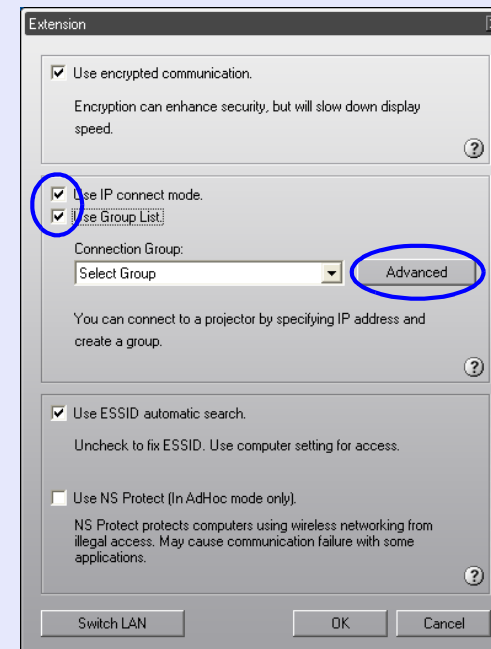 Extension
Use encrypted communication.
Encryption can enhance security, but will slow down display
speed.
?
Use IP connect mode.
Use Group List.
Connection Group:
Select Group
Advanced
You can connect to a projector by specifying IP address and
create a group.
?
Use ESSID automatic search.
Uncheck to fix ESSID. Use computer setting for access.
Use NS Protect (In AdHoc mode only).
NS Protect protects computers using wireless networking from
illegal access. May cause communication failure with some
applications.
?
Switch LAN
OK
Cancel